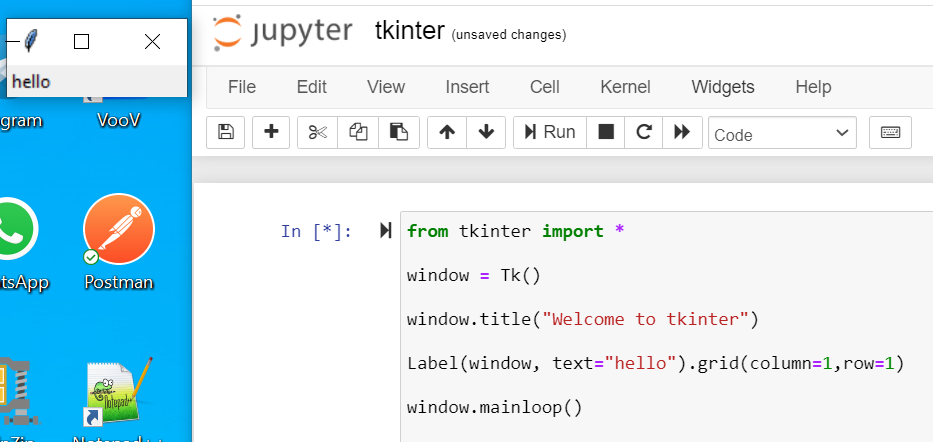 hello
gram
VooV
tsApp
Postman
Notepad++
jupyter tkinter (unsaved changes)
File Edit View Insert Cell Kernel Widgets Help
Run
Code
In [*]:
from tkinter import *
window = Tk()
window.title("Welcome to tkinter")
Label(window, text="hello").grid(column=1,row=1)
window.mainloop()